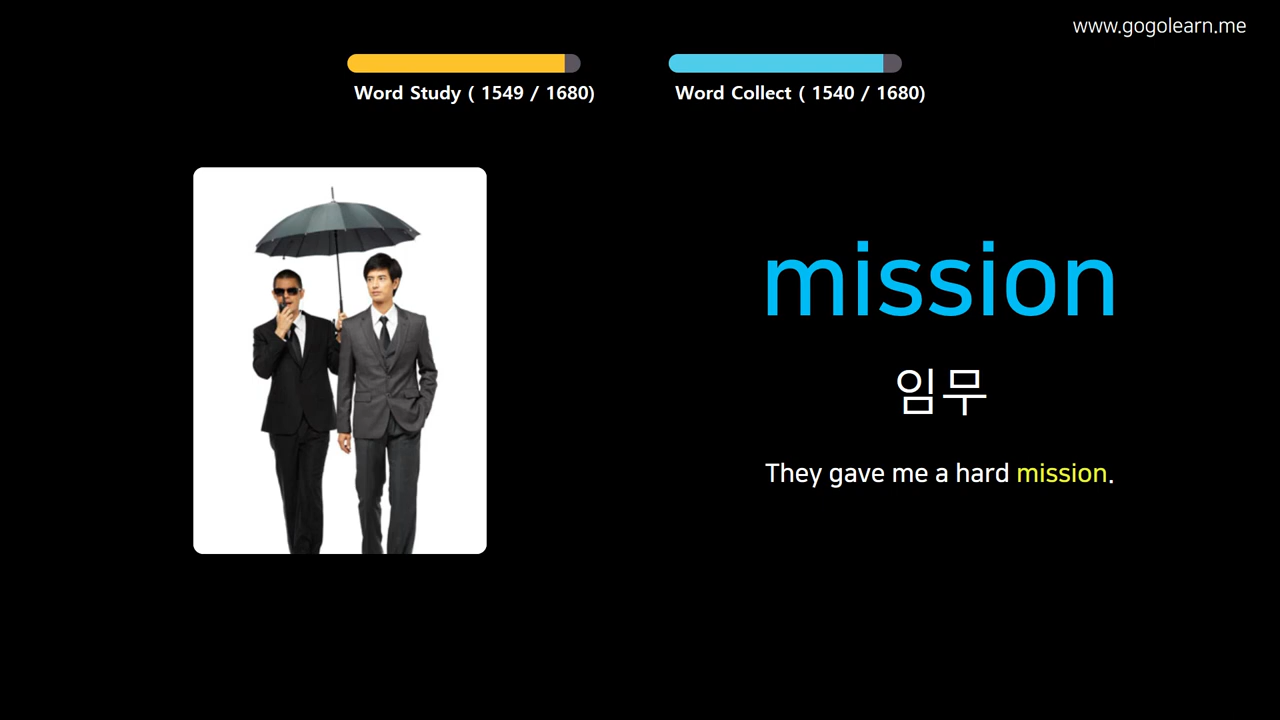 www.gogolearn.me
Word Study ( 1549 / 1680)
Word Collect ( 1540 / 1680)
mission
임무
They gave me a hard mission.